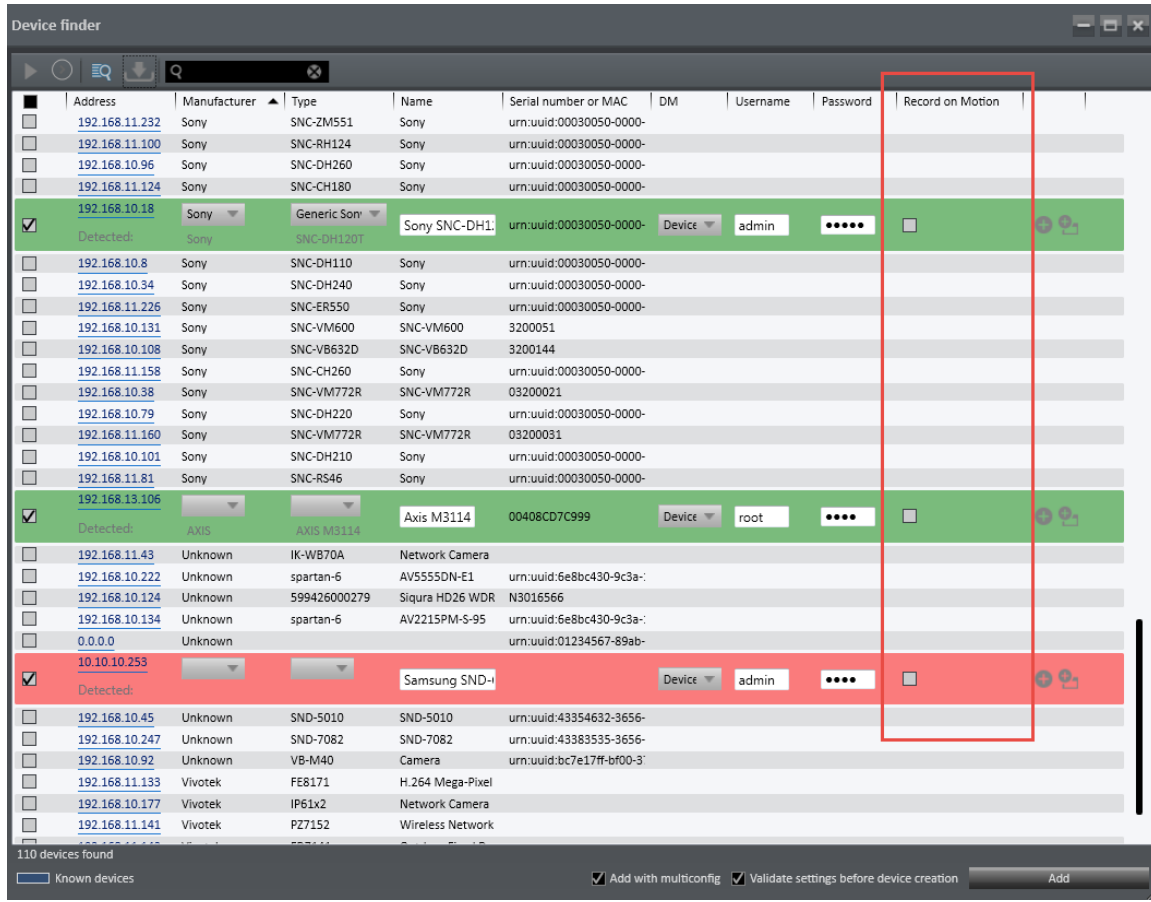 Device finder
Address Manufacturer Type Name Serial number or MAC DM Username Password Record on Motion
192.168.11.232 Sony SNC-ZM551 Sony urn:uuid:00030050-0000-
192.168.11.100 Sony SNC-RH124 Sony urn:uuid:00030050-0000-
192.168.10.96 Sony SNC-DH260 Sony urn:uuid:00030050-0000-
192.168.11.124 Sony SNC-CH180 Sony urn:uuid:00030050-0000-
192.168.10.18 Sony Generic Sony Sony SNC-DH12 urn:uuid:00030050-0000- Device admin •••••
Detected: Sony SNC-DH120T
192.168.10.8 Sony SNC-DH110 Sony urn:uuid:00030050-0000-
192.168.10.34 Sony SNC-DH240 Sony urn:uuid:00030050-0000-
192.168.11.226 Sony SNC-ER550 Sony urn:uuid:00030050-0000-
192.168.10.131 Sony SNC-VM600 SNC-VM600 3200051
192.168.10.108 Sony SNC-VB632D SNC-VB632D 3200144
192.168.11.158 Sony SNC-CH260 Sony urn:uuid:00030050-0000-
192.168.10.38 Sony SNC-VM772R SNC-VM772R 03200021
192.168.10.79 Sony SNC-DH220 Sony urn:uuid:00030050-0000-
192.168.11.160 Sony SNC-VM772R SNC-VM772R 03200031
192.168.10.101 Sony SNC-DH210 Sony urn:uuid:00030050-0000-
192.168.11.81 Sony SNC-RS46 Sony urn:uuid:00030050-0000-
192.168.13.106 Axis M3114 00408CD7C999 Device root ••••
Detected: AXIS AXIS M3114
192.168.11.43 Unknown IK-WB70A Network Camera
192.168.10.222 Unknown spartan-6 AV5555DN-E1 urn:uuid:6e8bc430-9c3a-
192.168.10.124 Unknown 599426000279 Siqura HD26 WDR N3016566
192.168.10.134 Unknown spartan-6 AV2215PM-S-95 urn:uuid:6e8bc430-9c3a-
0.0.0.0 Unknown urn:uuid:01234567-89ab-
10.10.10.253 Samsung SND- Device admin ••••
Detected:
192.168.10.45 Unknown SND-5010 SND-5010 urn:uuid:43354632-3656-
192.168.10.247 Unknown SND-7082 SND-7082 urn:uuid:43383535-3656-
192.168.10.92 Unknown VB-M40 Camera urn:uuid:bc7e17ff-bf00-3
192.168.11.133 Vivotek FE8171 H.264 Mega-Pixel
192.168.10.177 Vivotek IP61x2 Network Camera
192.168.11.141 Vivotek PZ7152 Wireless Network
110 devices found
Known devices Add with multiconfig Validate settings before device creation Add